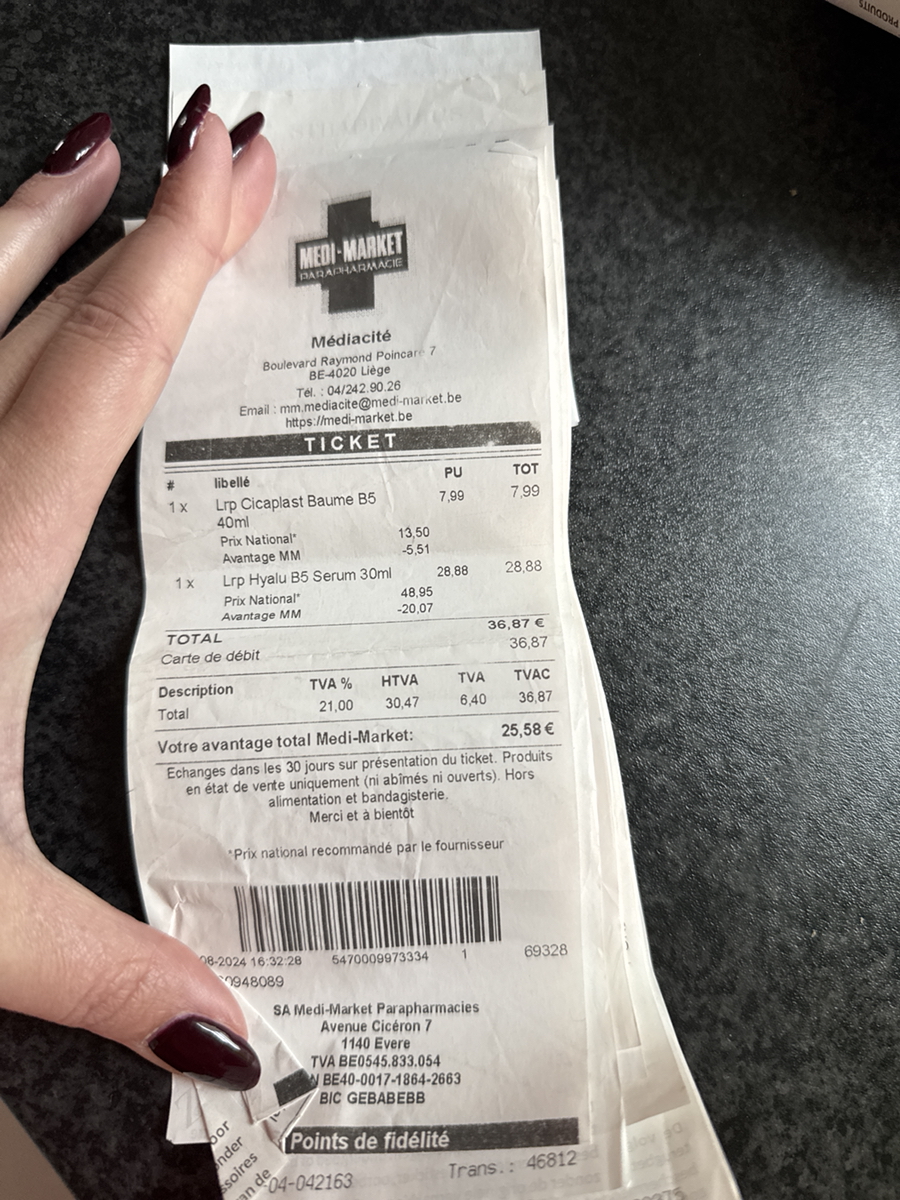 PRODUITS
MEDI-MARKET
PARAPHARMACIE
Médiacité
Boulevard Raymond Poincaré 7
BE-4020 Liège
Tél. : 04/242.90.26
Email : mm.mediacite@medi-market.be
https://medi-market.be
TICKET
# libellé PU TOT
1 x Lrp Cicaplast Baume B5 7,99 7,99
40ml
Prix National* 13,50
Avantage MM -5,51
1 x Lrp Hyalu B5 Serum 30ml 28,88 28,88
Prix National* 48,95
Avantage MM -20,07
TOTAL 36,87 €
Carte de débit 36,87
Description TVA % HTVA TVA TVAC
Total 21,00 30,47 6,40 36,87
Votre avantage total Medi-Market: 25,58 €
Echanges dans les 30 jours sur présentation du ticket. Produits
en état de vente uniquement (ni abîmés ni ouverts). Hors
alimentation et bandagisterie.
Merci et à bientôt
*Prix national recommandé par le fournisseur
08-2024 16:32:28 5470009973334 1 69328
0948089
SA Medi-Market Parapharmacies
Avenue Cicéron 7
1140 Evere
TVA BE0545.833.054
N BE40-0017-1864-2663
BIC GEBABEBB
Points de fidélité
04-042163 Trans.: 46812